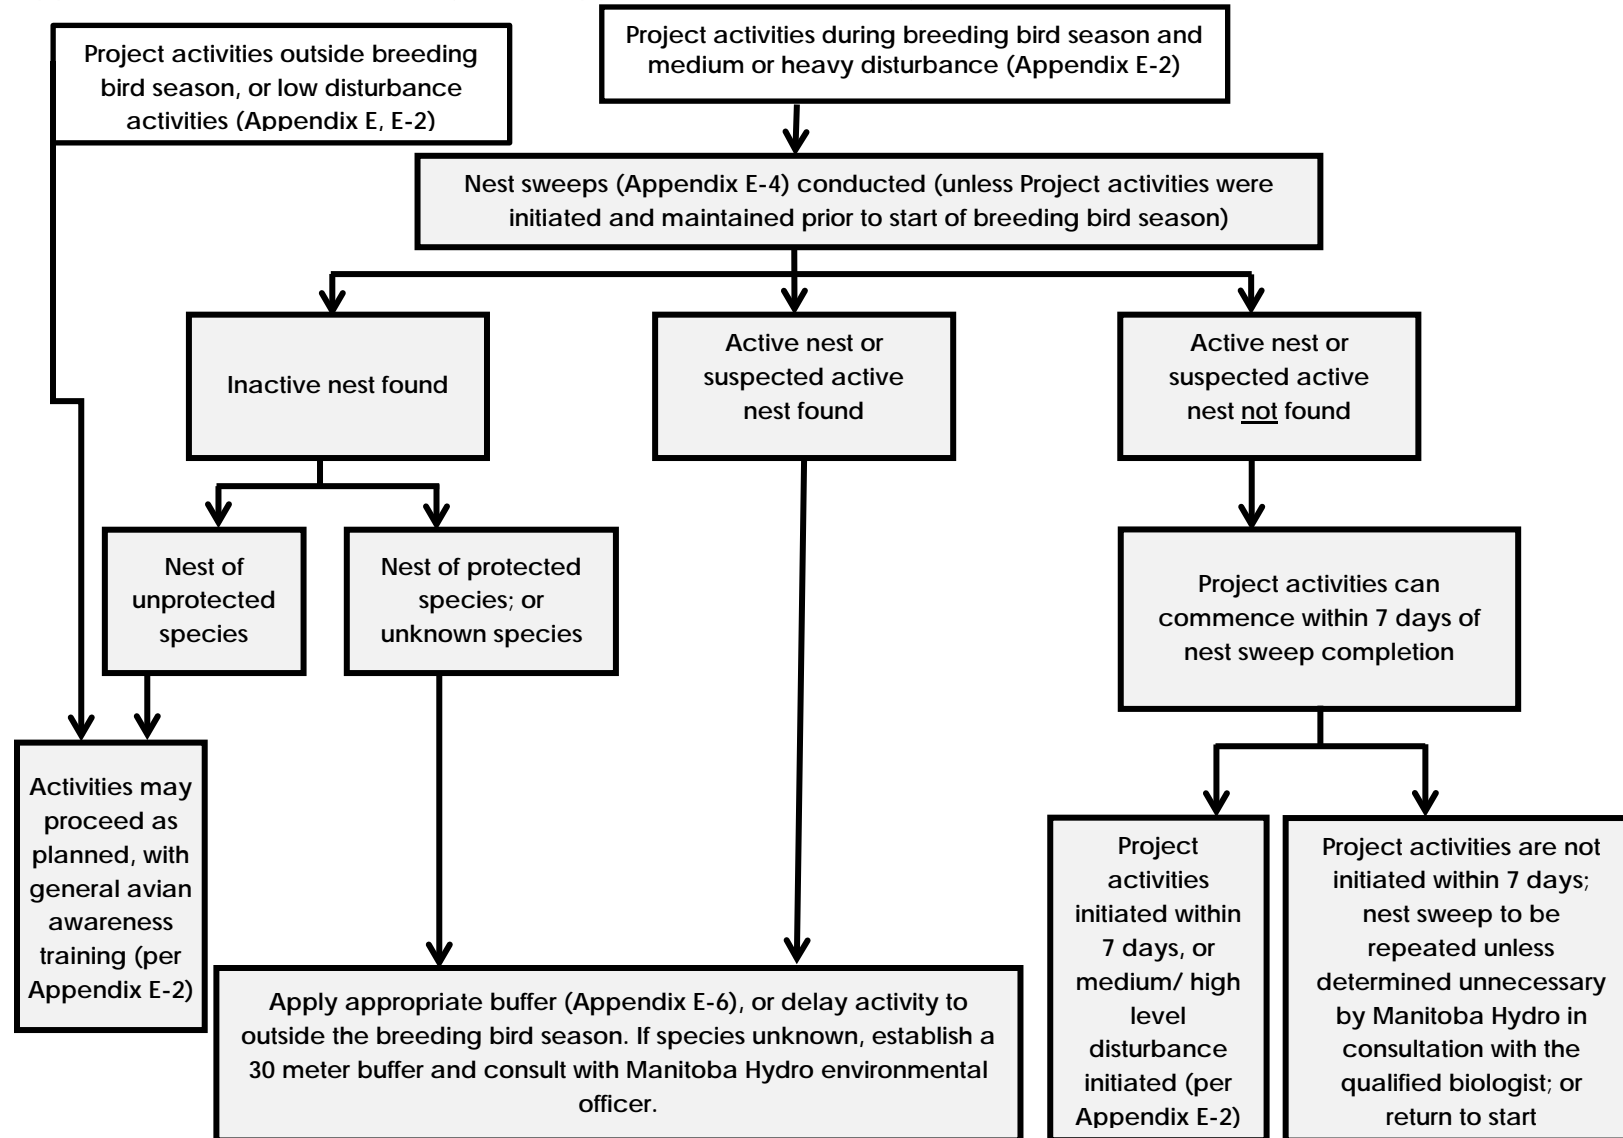 Project activities outside breeding
bird season, or low disturbance
activities (Appendix E, E-2)
Project activities during breeding bird season and
medium or heavy disturbance (Appendix E-2)
Nest sweeps (Appendix E-4) conducted (unless Project activities were
initiated and maintained prior to start of breeding bird season)
Inactive nest found
Active nest or
suspected active
nest found
Active nest or
suspected active
nest not found
Nest of
unprotected
species
Nest of protected
species; or
unknown species
Project activities can
commence within 7 days of
nest sweep completion
Activities may
proceed as
planned, with
general avian
awareness
training (per
Appendix E-2)
Apply appropriate buffer (Appendix E-6), or delay activity to
outside the breeding bird season. If species unknown, establish a
30 meter buffer and consult with Manitoba Hydro environmental
officer.
Project
activities
initiated within
7 days, or
medium/ high
level
disturbance
initiated (per
Appendix E-2)
Project activities are not
initiated within 7 days;
nest sweep to be
repeated unless
determined unnecessary
by Manitoba Hydro in
consultation with the
qualified biologist; or
return to start